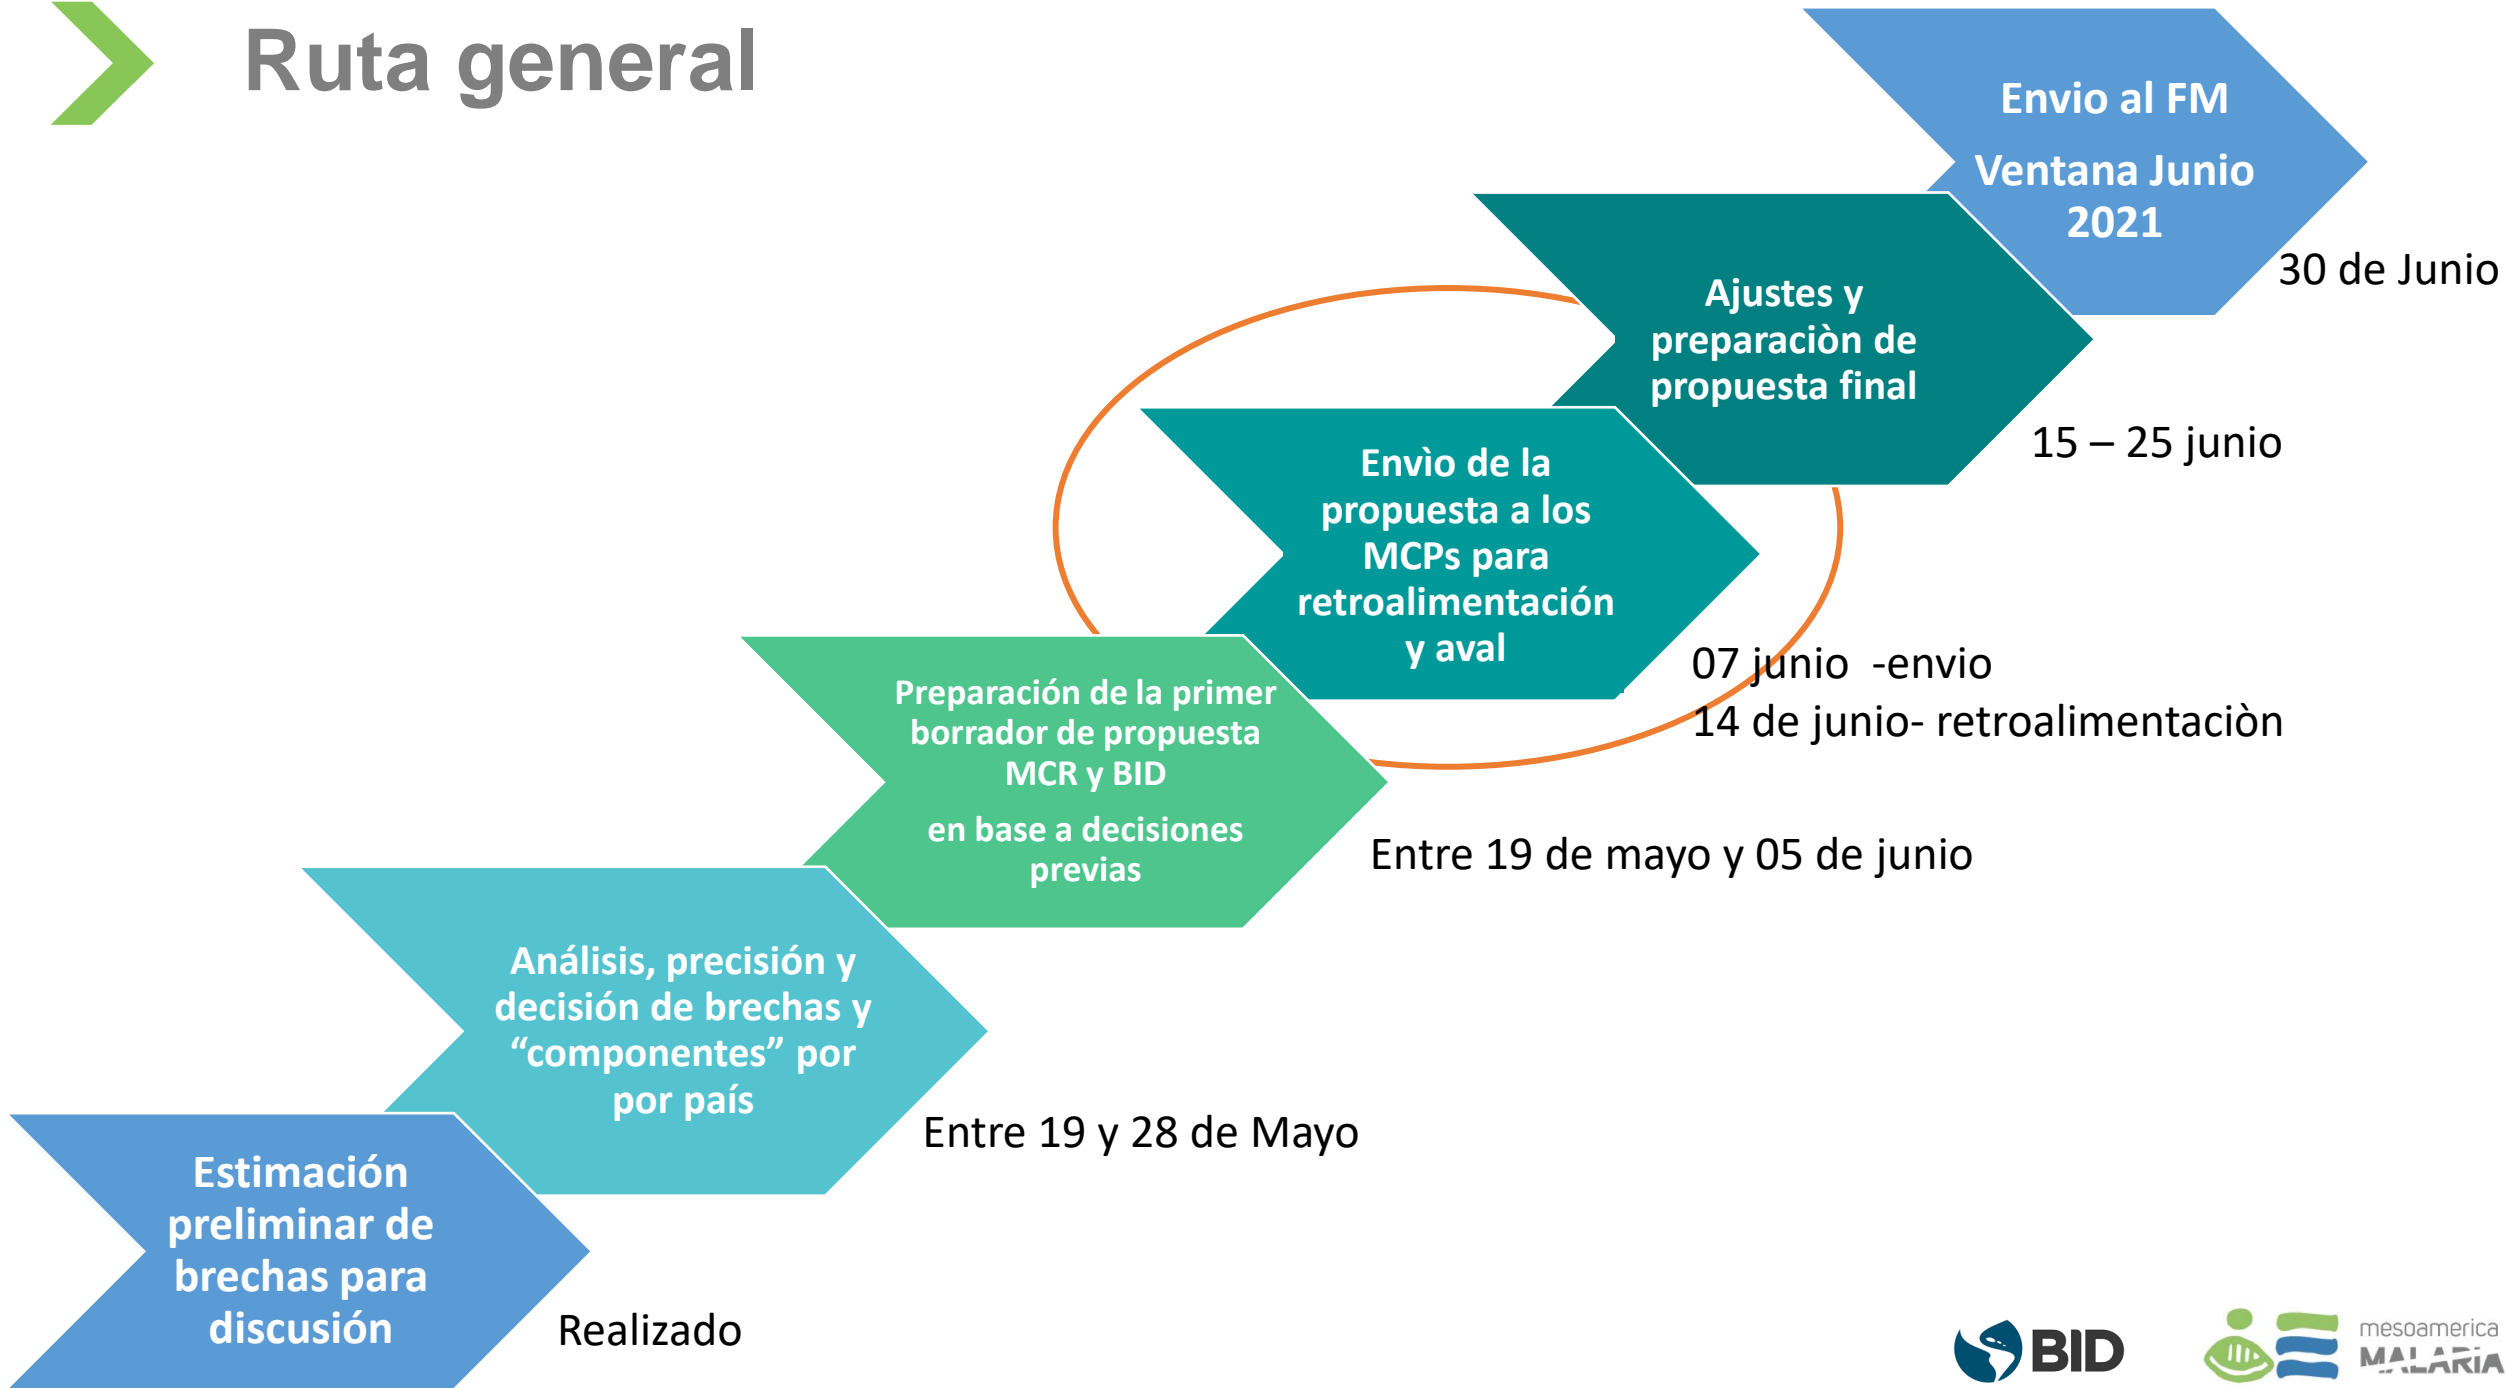 Ruta general
Envio al FM
Ventana Junio
2021
30 de Junio
Ajustes y
preparaciòn de
propuesta final
15 – 25 junio
Envìo de la
propuesta a los
MCPs para
retroalimentación
y aval
07 junio  -envio
14 de junio- retroalimentaciòn
Preparación de la primer
borrador de propuesta
MCR y BID
en base a decisiones
previas
Entre 19 de mayo y 05 de junio
Análisis, precisión y
decisión de brechas y
“componentes” por
por país
Entre 19 y 28 de Mayo
Estimación
preliminar de
brechas para
discusión
Realizado
BID
mesoamerica
MALARIA